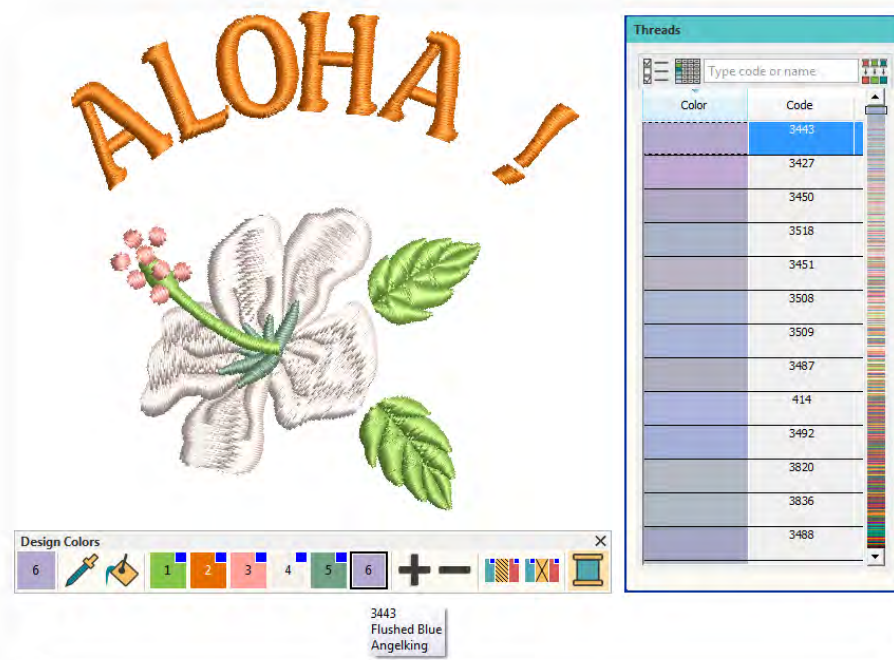 ALOHA !
Threads
Type code or name
Color Code
3443
3427
3450
3518
3451
3508
3509
3487
414
3492
3820
3836
3488
Design Colors
6 1 2 3 4 5 6
3443
Flushed Blue
Angelking